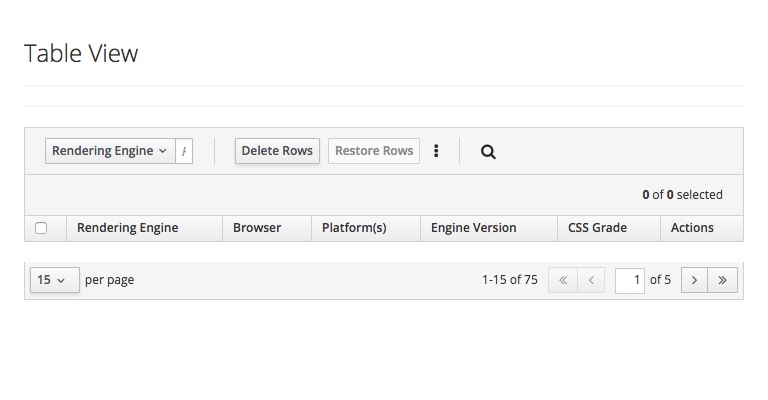 Table View
Rendering Engine
Delete Rows
Restore Rows
0 of 0 selected
Rendering Engine Browser Platform(s) Engine Version CSS Grade Actions
15 per page 1-15 of 75 1 of 5